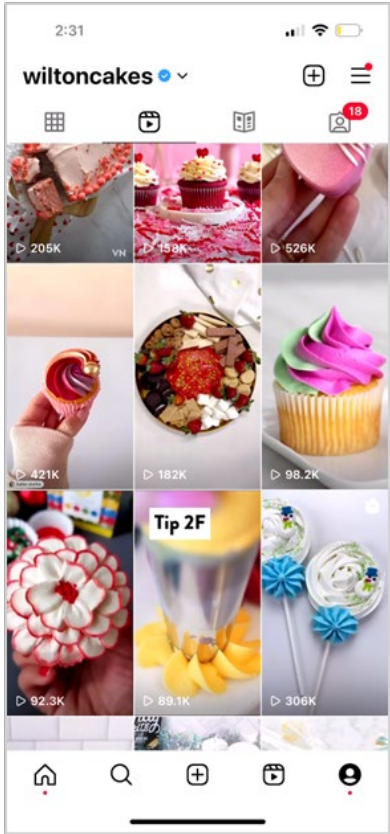 2:31
wiltoncakes
18
205K
VN
158K
526K
421K
182K
98.2K
Tip 2F
92.3K
89.1K
306K